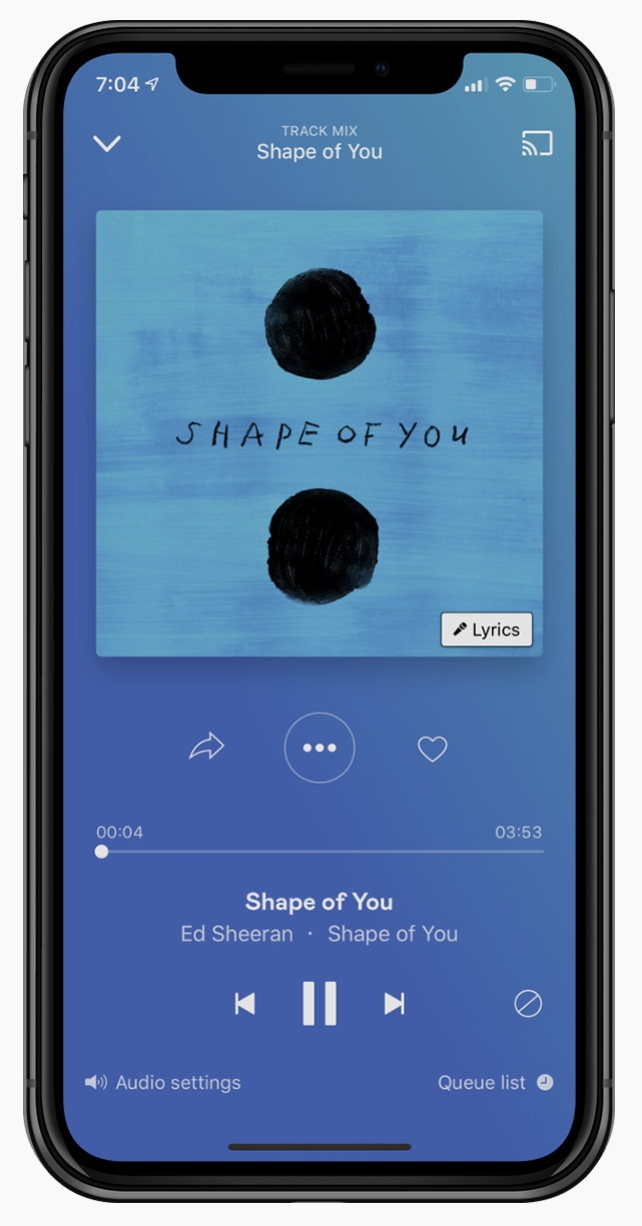 7:04
TRACK MIX
Shape of You
SHAPE OF YOU
Lyrics
00:04 03:53
Shape of You
Ed Sheeran · Shape of You
Audio settings Queue list